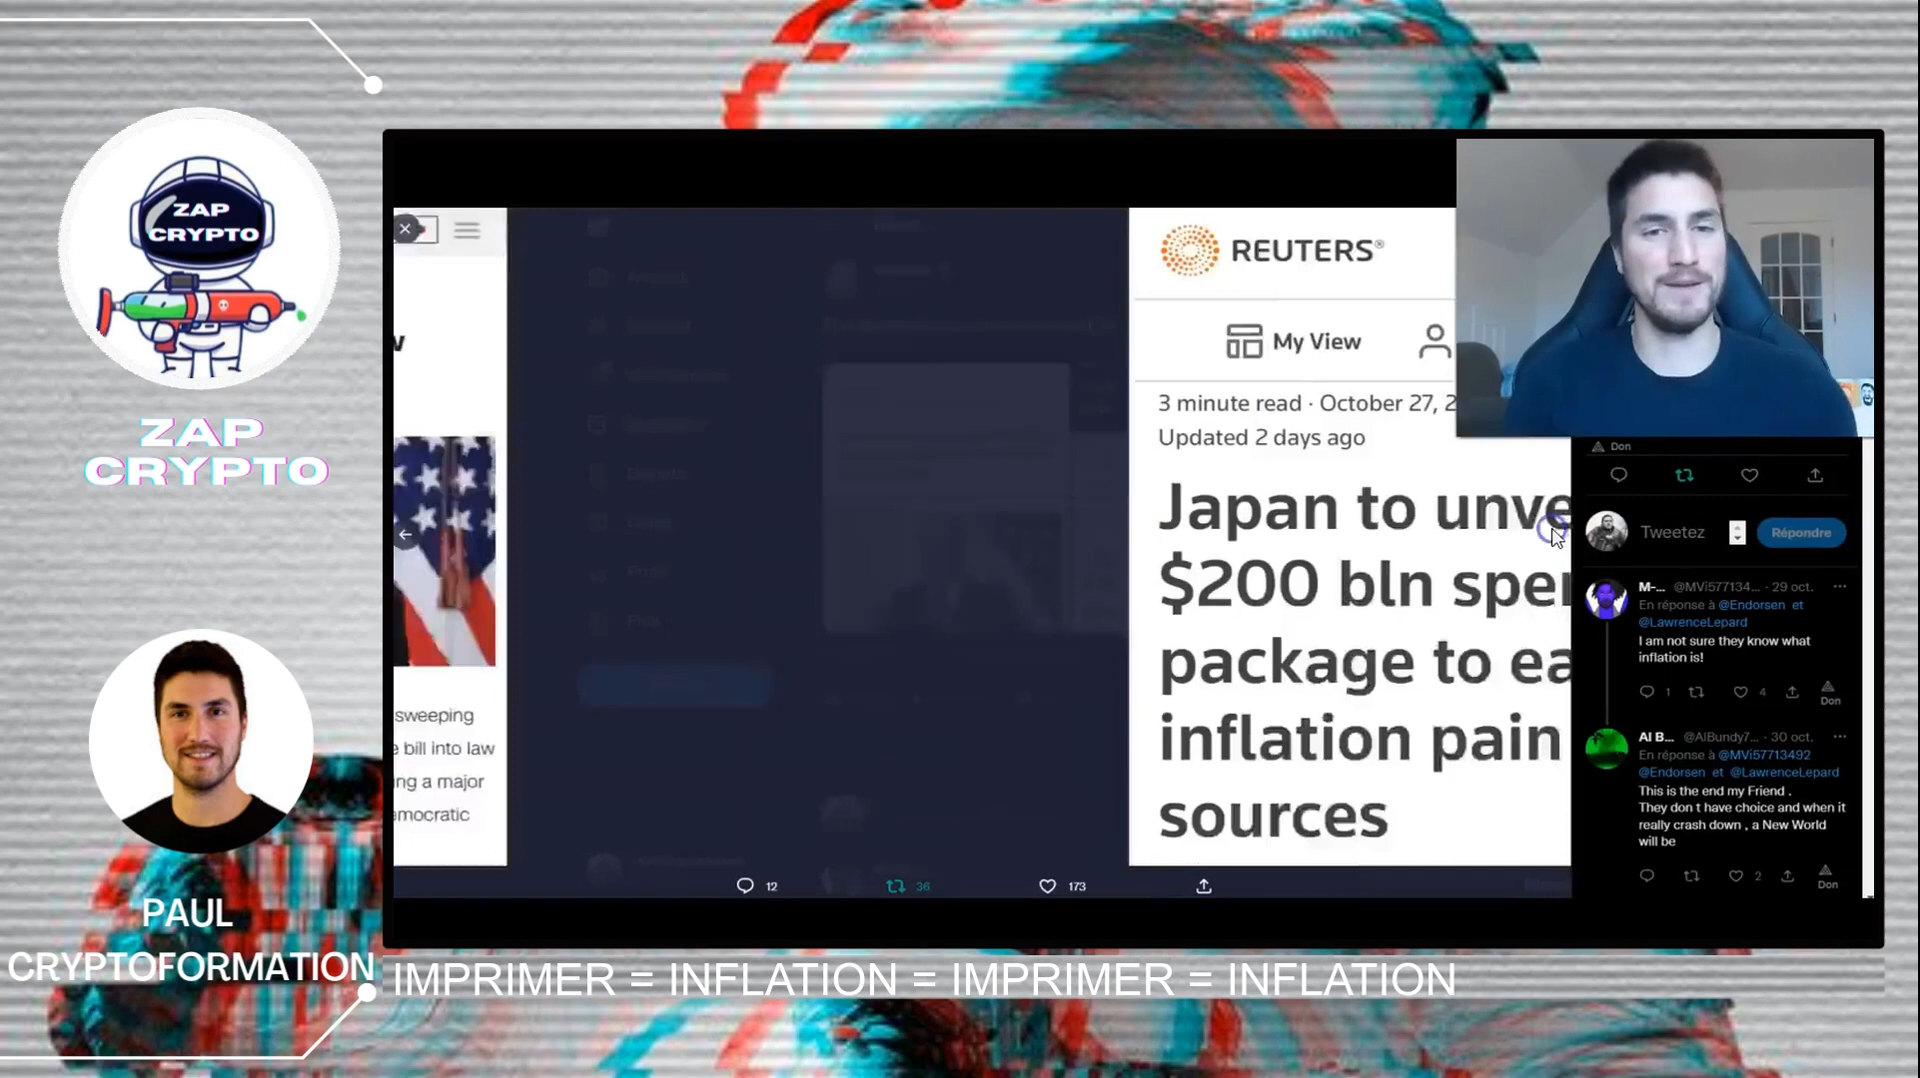 ZAP
CRYPTO
ZAP
CRYPTO
PAUL
CRYPTOFORMATION
sweeping
bill into law
a major
REUTERS®
My View
3 minute read · October 27, 2
Updated 2 days ago
Japan to unve
$200 bln spen
package to ea
inflation pain
sources
12
36
173
Don
Tweetez
Répondre
M-... @MVi577134... · 29 oct.
En réponse à @Endorsen et
@LawrenceLepard
I am not sure they know what
inflation is!
1
4
Don
Al B... @AlBundy7... · 30 oct.
En réponse à @MVi57713492
@Endorsen et @LawrenceLepard
This is the end my Friend .
They don t have choice and when it
really crash down , a New World
will be
2
Don
IMPRIMER = INFLATION = IMPRIMER = INFLATION